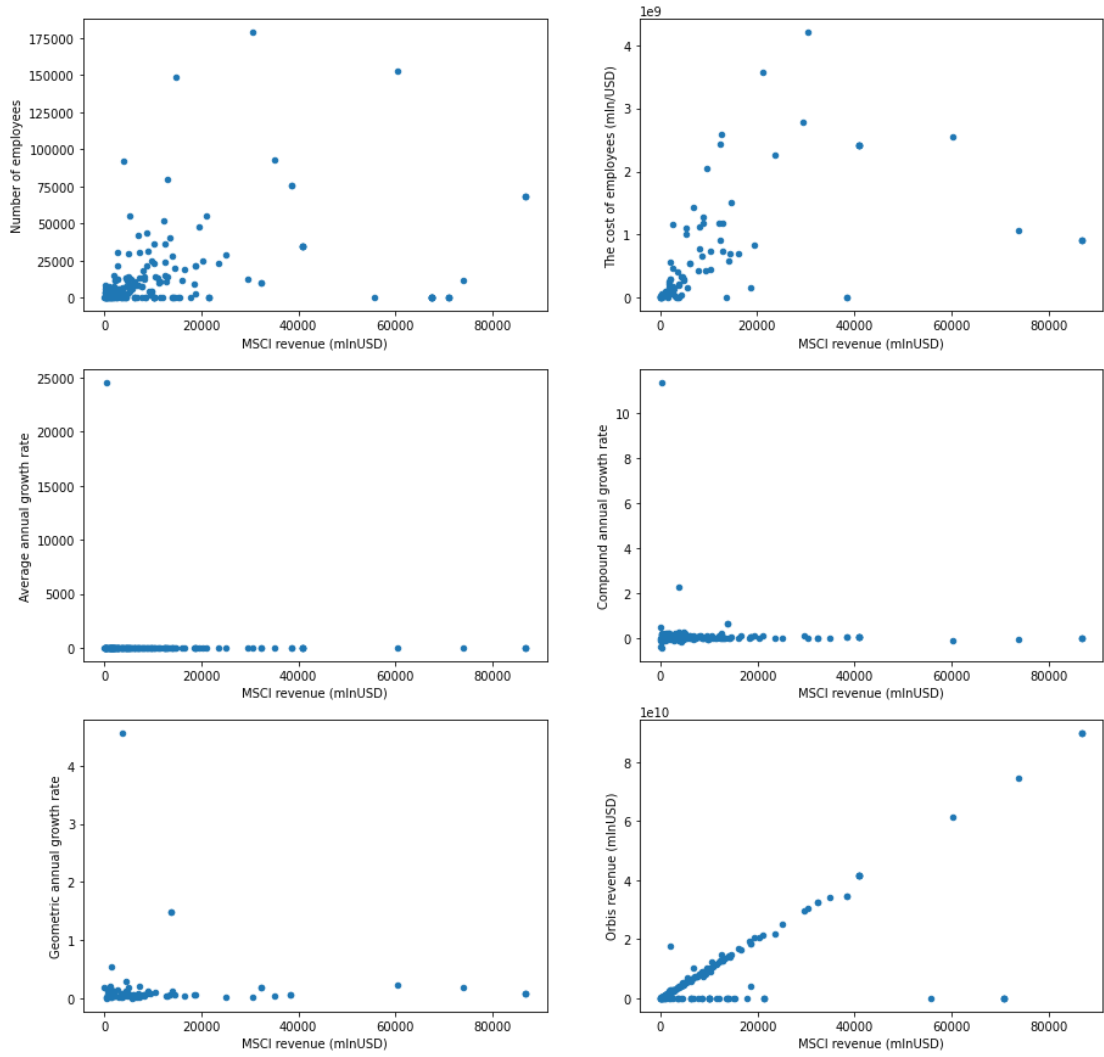 175000
150000
125000
100000
75000
50000
25000
0
Number of employees
0 20000 40000 60000 80000
MSCI revenue (mlnUSD)
1e9
4
3
2
1
0
The cost of employees (mln/USD)
0 20000 40000 60000 80000
MSCI revenue (mlnUSD)
25000
20000
15000
10000
5000
0
Average annual growth rate
0 20000 40000 60000 80000
MSCI revenue (mlnUSD)
10
8
6
4
2
0
Compound annual growth rate
0 20000 40000 60000 80000
MSCI revenue (mlnUSD)
4
3
2
1
0
Geometric annual growth rate
0 20000 40000 60000 80000
MSCI revenue (mlnUSD)
1e10
8
6
4
2
0
Orbis revenue (mlnUSD)
0 20000 40000 60000 80000
MSCI revenue (mlnUSD)